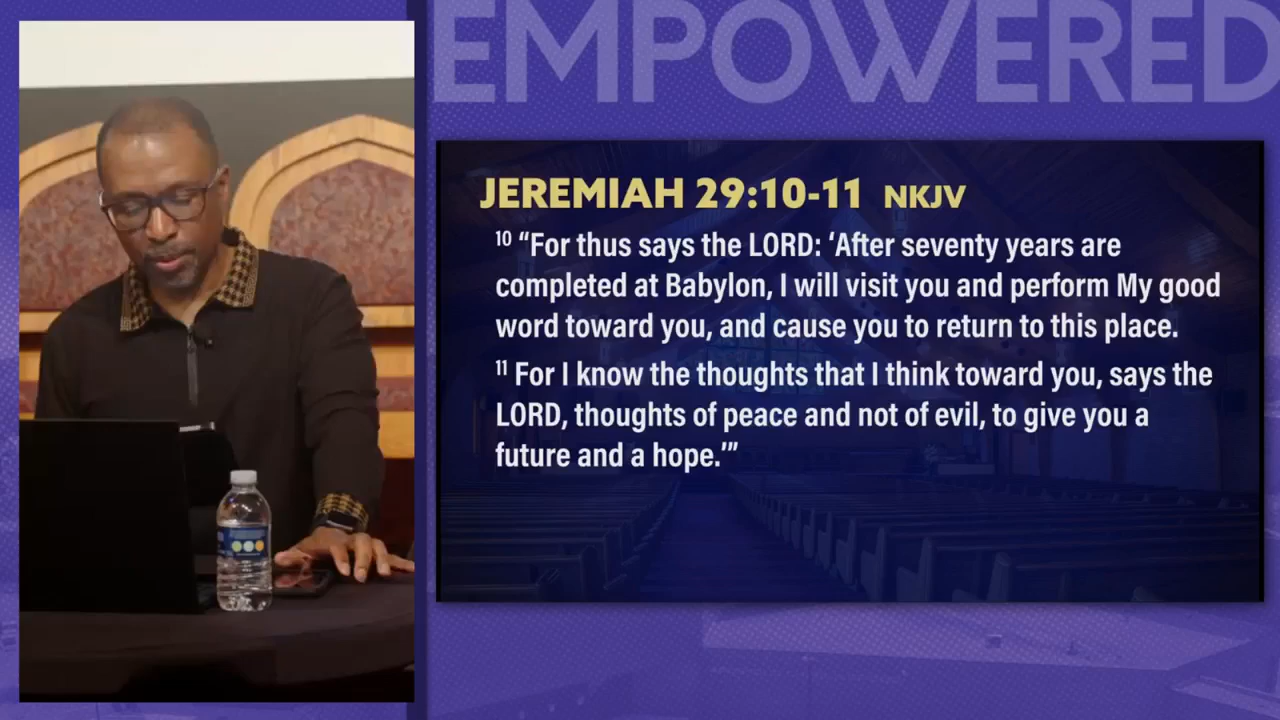 EMPOWERED
JEREMIAH 29:10-11 NKJV
10 “For thus says the LORD: ‘After seventy years are
completed at Babylon, I will visit you and perform My good
word toward you, and cause you to return to this place.
11 For I know the thoughts that I think toward you, says the
LORD, thoughts of peace and not of evil, to give you a
future and a hope.’”